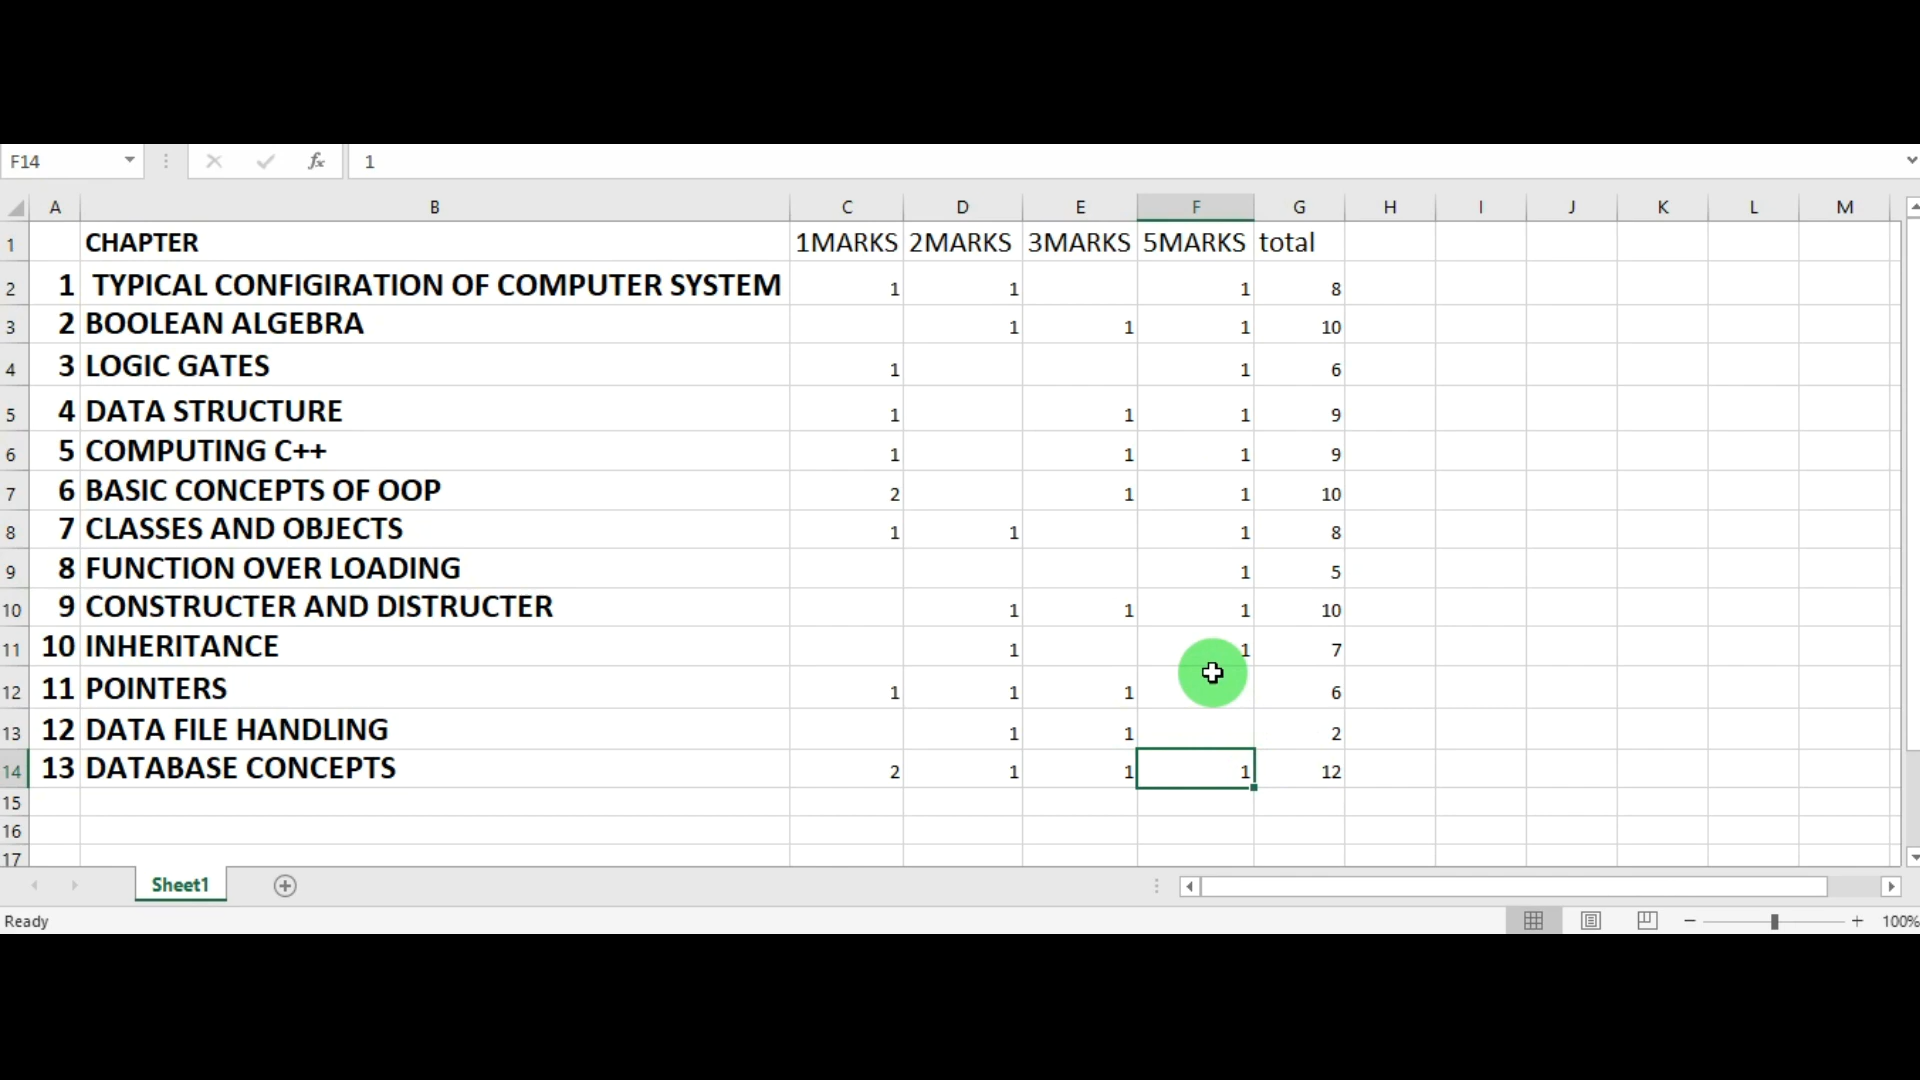 F14 fx 1
A B C D E F G H I J K L M
1 CHAPTER 1MARKS 2MARKS 3MARKS 5MARKS total
2 1 TYPICAL CONFIGIRATION OF COMPUTER SYSTEM 1 1 1 8
3 2 BOOLEAN ALGEBRA 1 1 1 10
4 3 LOGIC GATES 1 1 6
5 4 DATA STRUCTURE 1 1 1 9
6 5 COMPUTING C++ 1 1 1 9
7 6 BASIC CONCEPTS OF OOP 2 1 1 10
8 7 CLASSES AND OBJECTS 1 1 1 8
9 8 FUNCTION OVER LOADING 1 5
10 9 CONSTRUCTER AND DISTRUCTER 1 1 1 10
11 10 INHERITANCE 1 1 7
12 11 POINTERS 1 1 1 6
13 12 DATA FILE HANDLING 1 1 2
14 13 DATABASE CONCEPTS 2 1 1 1 12
15
16
17
Sheet1
Ready 100%